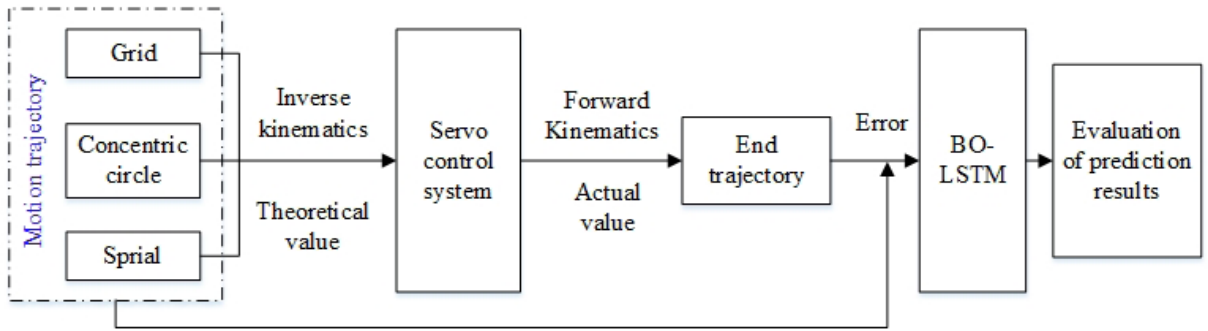 Motion trajectory
Grid
Concentric
circle
Sprial
Inverse
kinematics
Theoretical
value
Servo
control
system
Forward
Kinematics
Actual
value
End
trajectory
Error
BO-
LSTM
Evaluation
of prediction
results